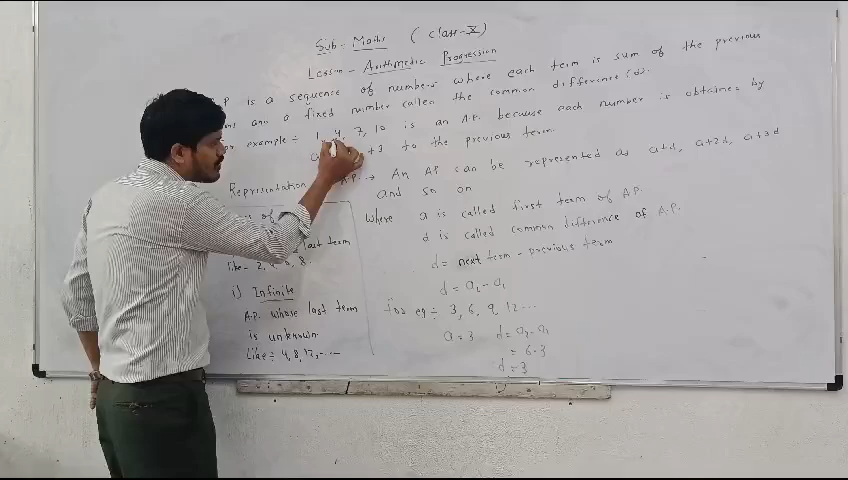 Sub:- Maths (class-X)
Lesson - Arithmetic Progression
P is a sequence of numbers where each term is sum of the previous
and a fixed number called the common difference (d).
example ÷ 1, 4, 7, 10 is an A.P. because each number is obtained by
+3 to the previous term.
Representation A.P. → An AP can be represented as a+d, a+2d, a+3d
and so on
Where a is called first term of A.P.
d is called common difference of A.P.
d = next term - previous term
d = a₂ - a₁
for eg ÷ 3, 6, 9, 12 ...
a = 3 d = a₂ - a₁
= 6-3
d = 3
of
last term
like - 2, 8
i) Infinite
A.P. whose last term
is unknown.
like ÷ 4, 8, 12, ....